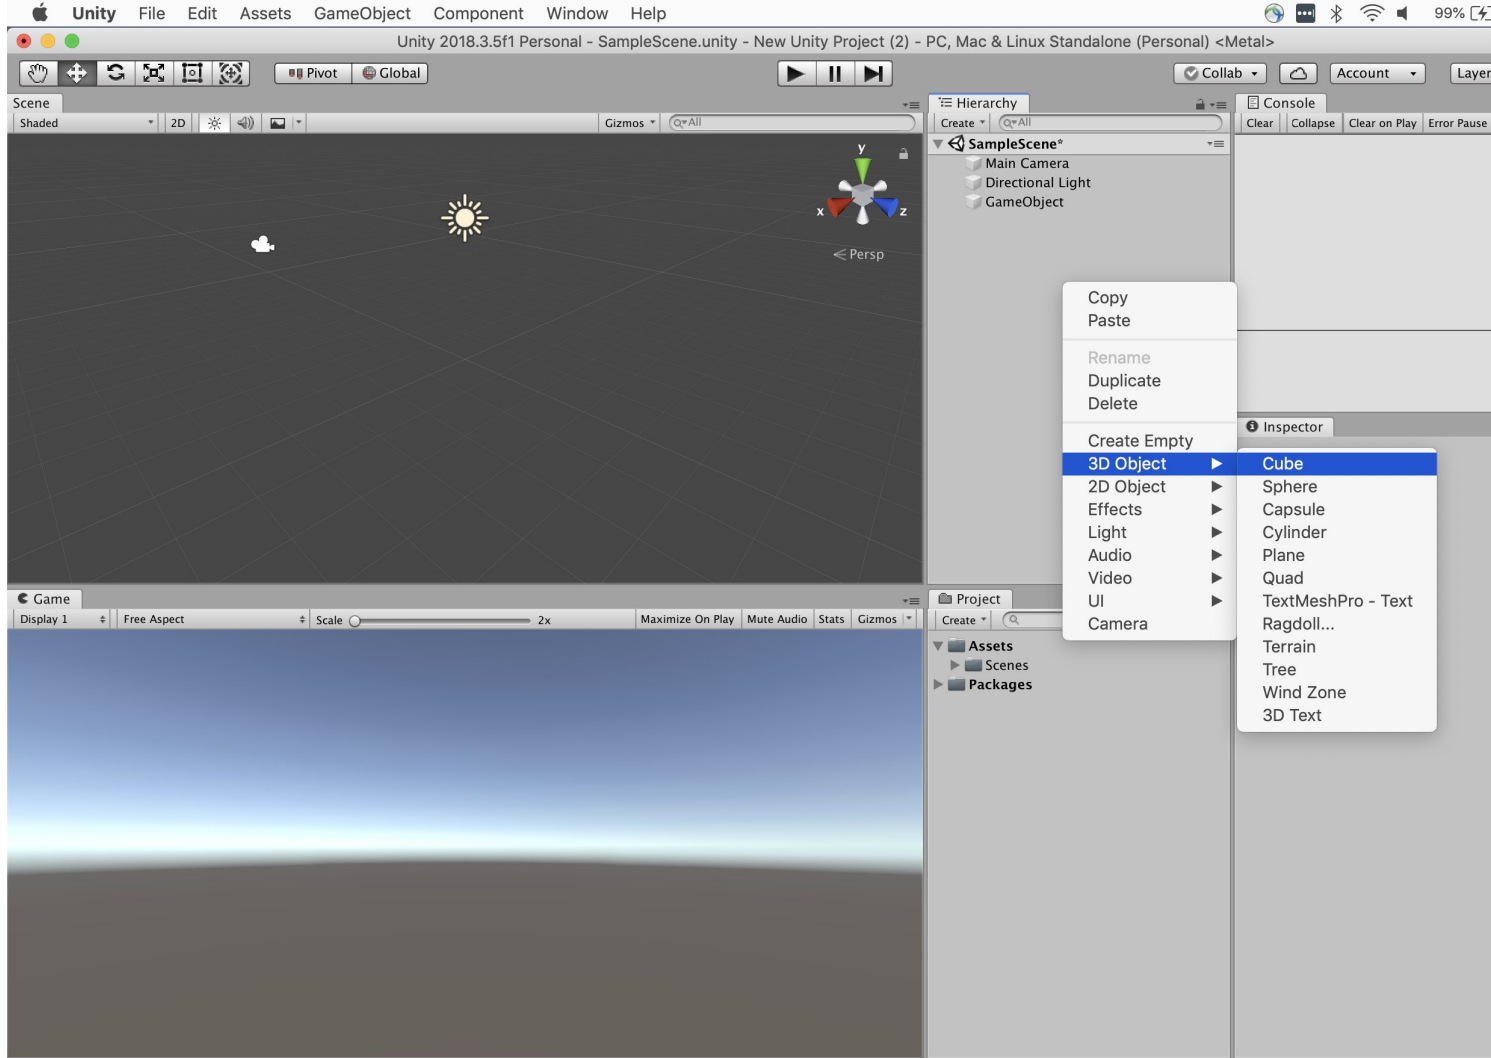 Unity File Edit Assets GameObject Component Window Help 99%
Unity 2018.3.5f1 Personal - SampleScene.unity - New Unity Project (2) - PC, Mac & Linux Standalone (Personal) <Metal>
Pivot Global Collab Account Layer
Scene
Shaded 2D Gizmos All
y
x z
Persp
Hierarchy
Create All
SampleScene*
Main Camera
Directional Light
GameObject
Console
Clear Collapse Clear on Play Error Pause
Copy
Paste
Rename
Duplicate
Delete
Create Empty
3D Object
2D Object
Effects
Light
Audio
Video
UI
Camera
Inspector
Cube
Sphere
Capsule
Cylinder
Plane
Quad
TextMeshPro - Text
Ragdoll...
Terrain
Tree
Wind Zone
3D Text
Game
Display 1 Free Aspect Scale 2x Maximize On Play Mute Audio Stats Gizmos
Project
Create
Assets
Scenes
Packages